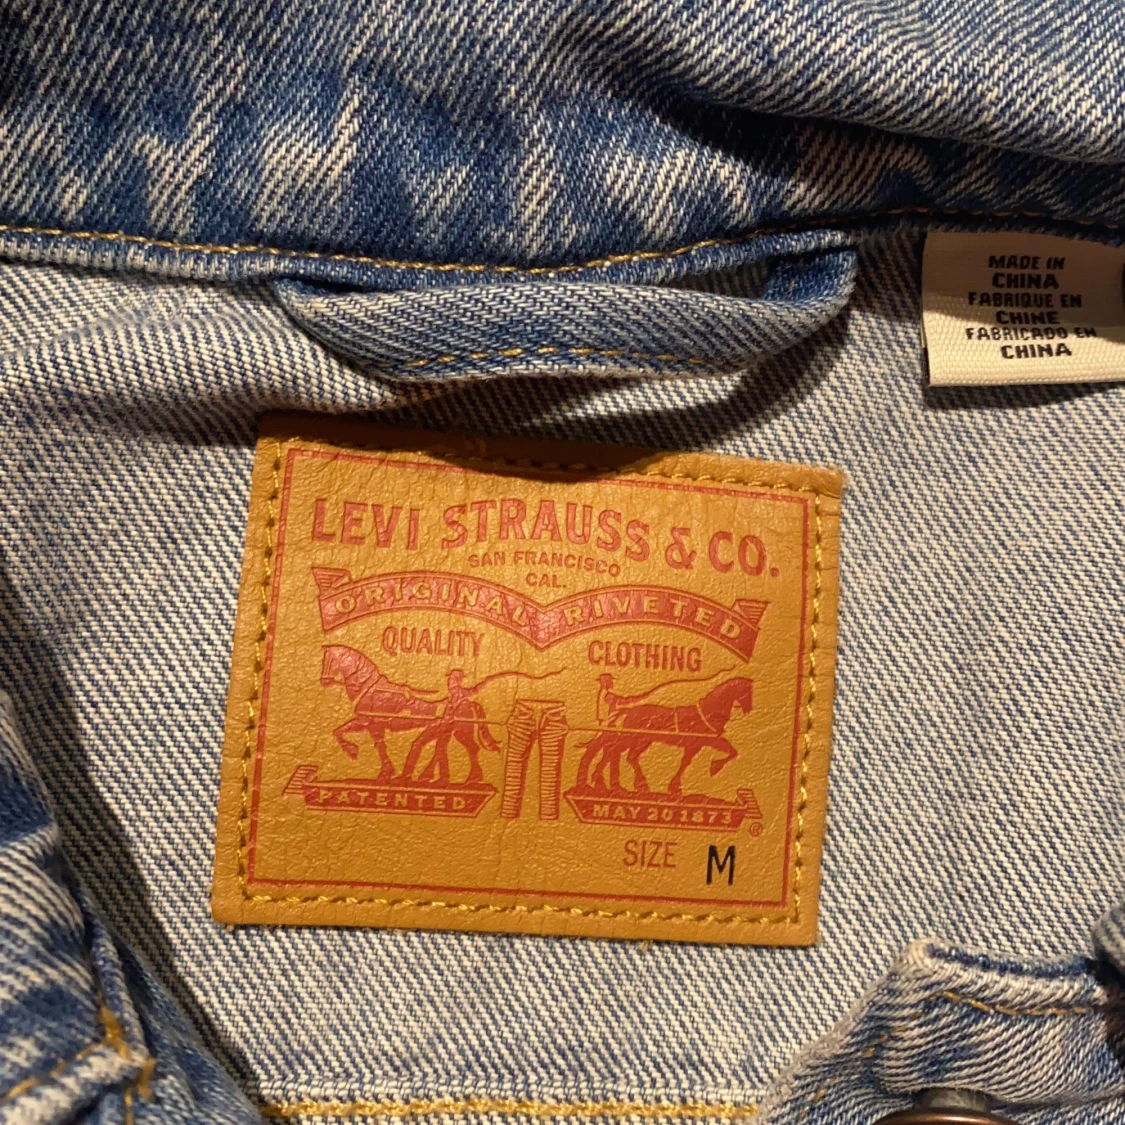 MADE IN
CHINA
FABRIQUE EN
CHINE
FABRICADO EN
CHINA
LEVI STRAUSS & CO.
SAN FRANCISCO
CAL.
ORIGINAL RIVETED
QUALITY CLOTHING
PATENTED MAY 20 1873
®
SIZE M